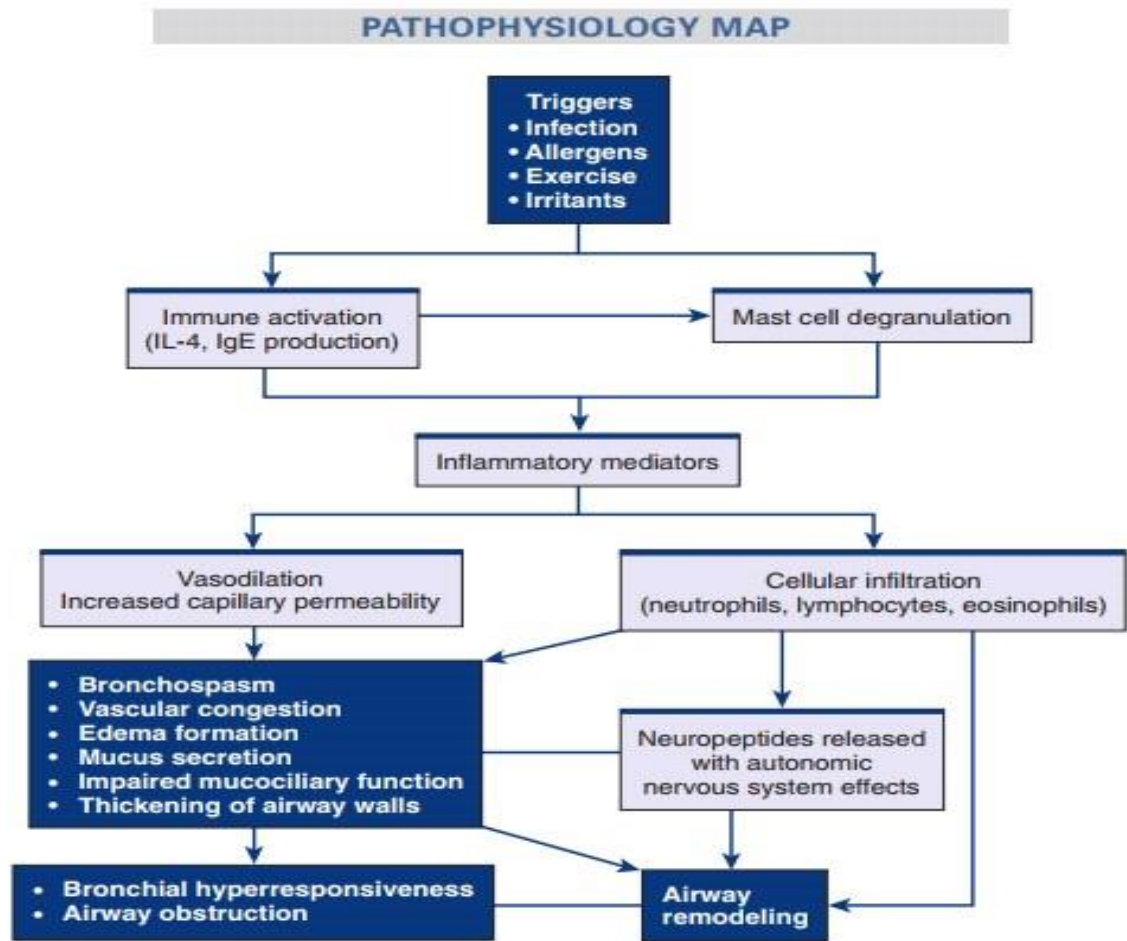 PATHOPHYSIOLOGY MAP
Triggers
• Infection
• Allergens
• Exercise
• Irritants
Immune activation
(IL-4, IgE production)
Mast cell degranulation
Inflammatory mediators
Vasodilation
Increased capillary permeability
Cellular infiltration
(neutrophils, lymphocytes, eosinophils)
• Bronchospasm
• Vascular congestion
• Edema formation
• Mucus secretion
• Impaired mucociliary function
• Thickening of airway walls
Neuropeptides released
with autonomic
nervous system effects
• Bronchial hyperresponsiveness
• Airway obstruction
Airway
remodeling